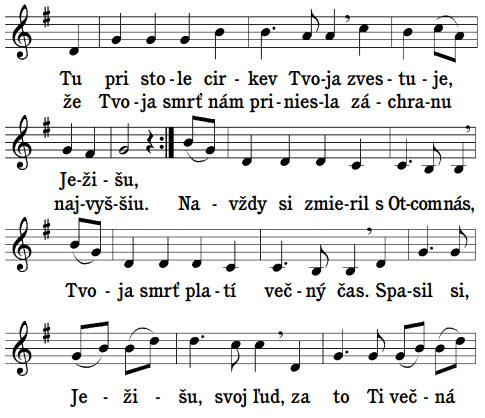 Tu pri sto - le cir - kev Tvo-ja zves - tu - je,
že Tvo-ja smrť nám pri-nies-la zá - chra-nu
Je-ži - šu,
naj-vyš-šiu. Na - vždy si zmie-ril s Ot-com nás,
Tvo - ja smrť pla - tí več-ný čas. Spa-sil si,
Je - ži - šu, svoj ľud, za to Ti več-ná